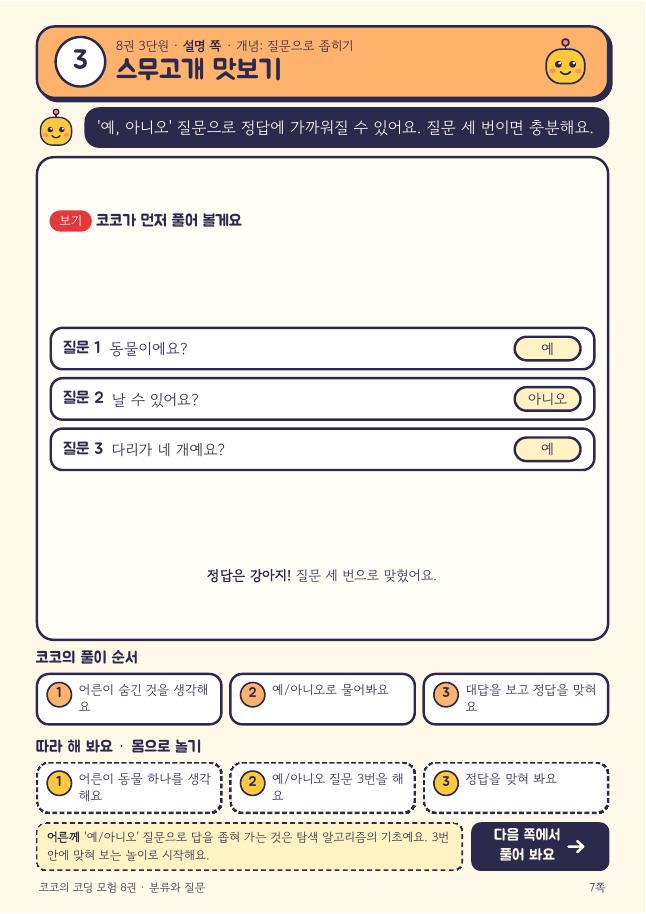 3
8권 3단원 · 설명 쪽 · 개념: 질문으로 좁히기
스무고개 맛보기
'예, 아니오' 질문으로 정답에 가까워질 수 있어요. 질문 세 번이면 충분해요.
보기 코코가 먼저 풀어 볼게요
질문 1 동물이에요? 예
질문 2 날 수 있어요? 아니오
질문 3 다리가 네 개예요? 예
정답은 강아지! 질문 세 번으로 맞혔어요.
코코의 풀이 순서
1 어른이 숨긴 것을 생각해
요
2 예/아니오로 물어봐요
3 대답을 보고 정답을 맞혀
요
따라 해 봐요 · 몸으로 놀기
1 어른이 동물 하나를 생각
해요
2 예/아니오 질문 3번을 해
요
3 정답을 맞혀 봐요
어른께 '예/아니오' 질문으로 답을 좁혀 가는 것은 탐색 알고리즘의 기초예요. 3번
안에 맞혀 보는 놀이로 시작해요.
다음 쪽에서
풀어 봐요 →
코코의 코딩 모험 8권 · 분류와 질문
7쪽